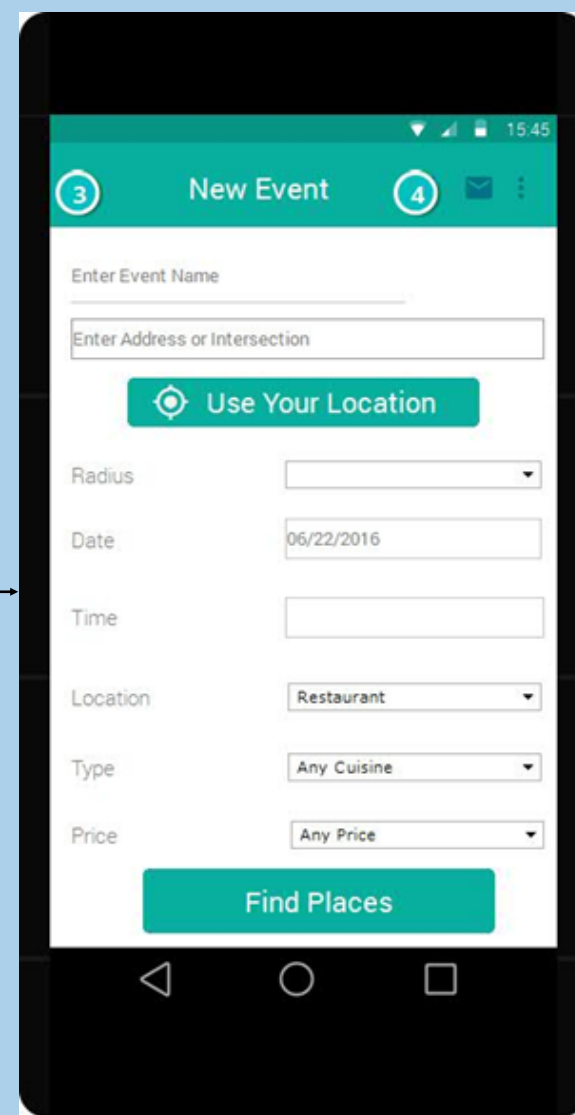 15:45
3 New Event 4
Enter Event Name
Enter Address or Intersection
Use Your Location
Radius
Date 06/22/2016
Time
Location Restaurant
Type Any Cuisine
Price Any Price
Find Places